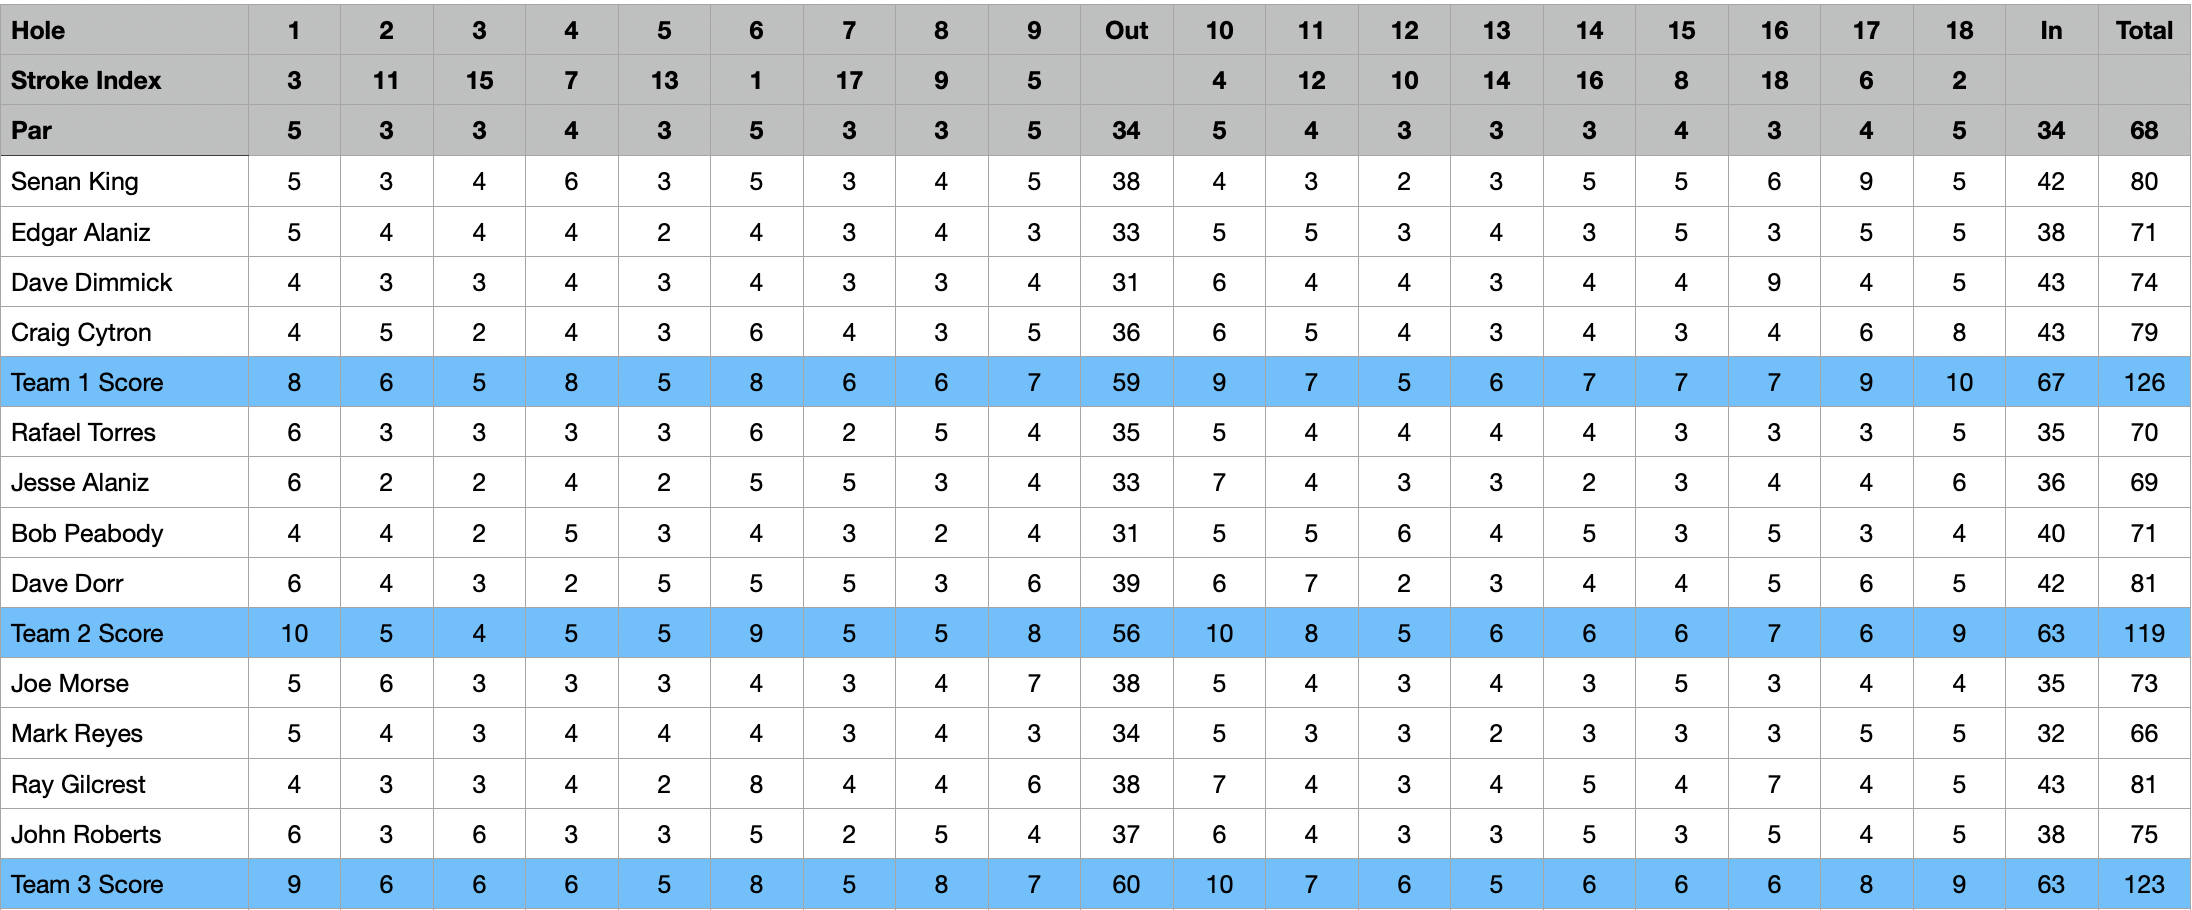 Hole 1 2 3 4 5 6 7 8 9 Out 10 11 12 13 14 15 16 17 18 In Total
Stroke Index 3 11 15 7 13 1 17 9 5 4 12 10 14 16 8 18 6 2
Par 5 3 3 4 3 5 3 3 5 34 5 4 3 3 3 4 3 4 5 34 68
Senan King 5 3 4 6 3 5 3 4 5 38 4 3 2 3 5 5 6 9 5 42 80
Edgar Alaniz 5 4 4 4 2 4 3 4 3 33 5 5 3 4 3 5 3 5 5 38 71
Dave Dimmick 4 3 3 4 3 4 3 3 4 31 6 4 4 3 4 4 9 4 5 43 74
Craig Cytron 4 5 2 4 3 6 4 3 5 36 6 5 4 3 4 3 4 6 8 43 79
Team 1 Score 8 6 5 8 5 8 6 6 7 59 9 7 5 6 7 7 7 9 10 67 126
Rafael Torres 6 3 3 3 3 6 2 5 4 35 5 4 4 4 4 3 3 3 5 35 70
Jesse Alaniz 6 2 2 4 2 5 5 3 4 33 7 4 3 3 2 3 4 4 6 36 69
Bob Peabody 4 4 2 5 3 4 3 2 4 31 5 5 6 4 5 3 5 3 4 40 71
Dave Dorr 6 4 3 2 5 5 5 3 6 39 6 7 2 3 4 4 5 6 5 42 81
Team 2 Score 10 5 4 5 5 9 5 5 8 56 10 8 5 6 6 6 7 6 9 63 119
Joe Morse 5 6 3 3 3 4 3 4 7 38 5 4 3 4 3 5 3 4 4 35 73
Mark Reyes 5 4 3 4 4 4 3 4 3 34 5 3 3 2 3 3 3 5 5 32 66
Ray Gilcrest 4 3 3 4 2 8 4 4 6 38 7 4 3 4 5 4 7 4 5 43 81
John Roberts 6 3 6 3 3 5 2 5 4 37 6 4 3 3 5 3 5 4 5 38 75
Team 3 Score 9 6 6 6 5 8 5 8 7 60 10 7 6 5 6 6 6 8 9 63 123